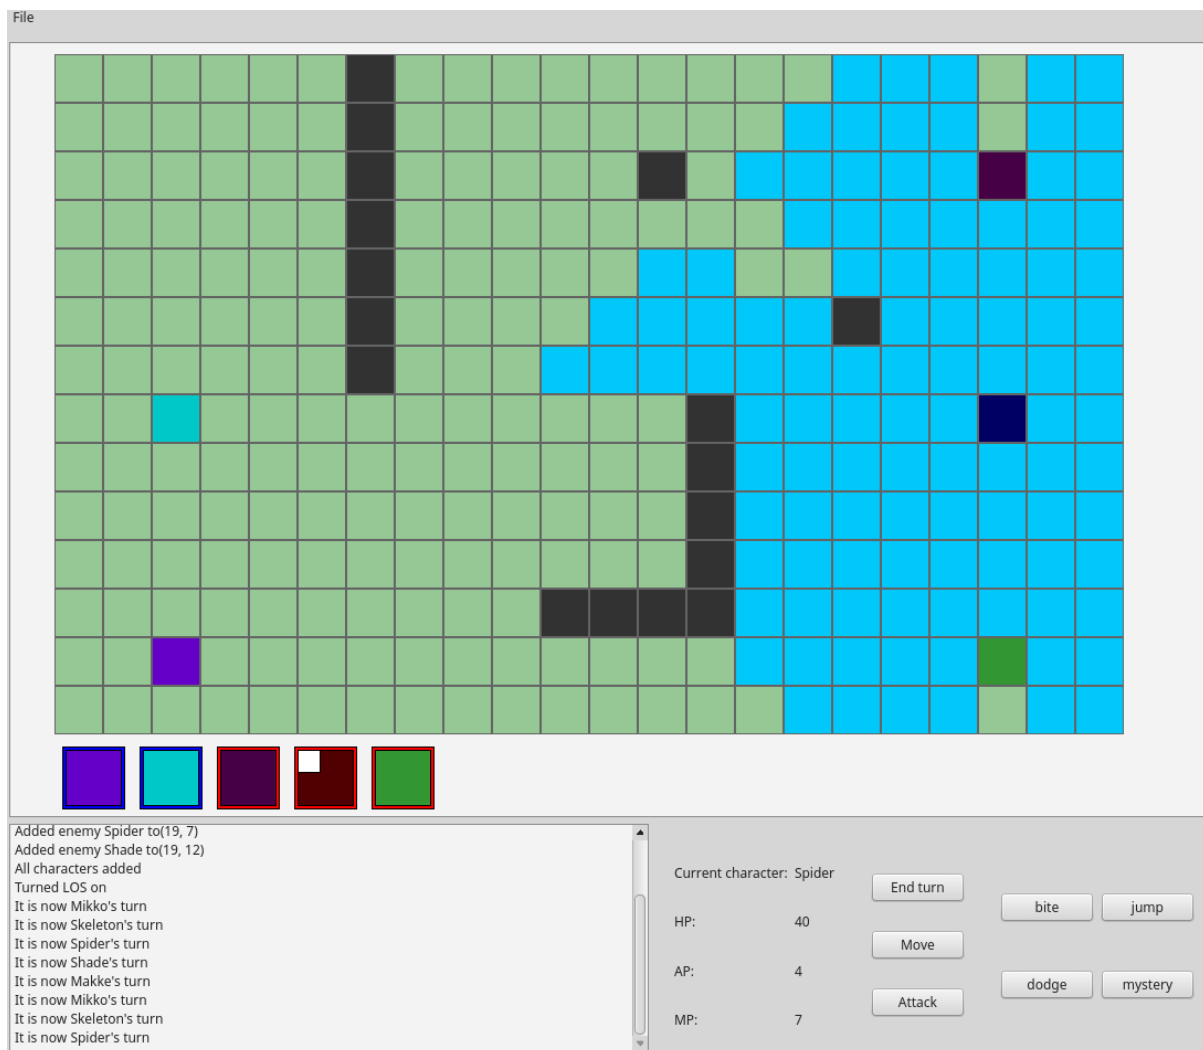 File
Added enemy Spider to(19, 7)
Added enemy Shade to(19, 12)
All characters added
Turned LOS on
It is now Mikko's turn
It is now Skeleton's turn
It is now Spider's turn
It is now Shade's turn
It is now Makke's turn
It is now Mikko's turn
It is now Skeleton's turn
It is now Spider's turn
Current character: Spider
HP: 40
AP: 4
MP: 7
End turn
Move
Attack
bite jump
dodge mystery